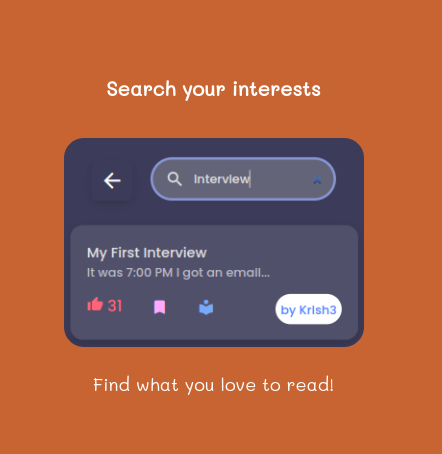 Search your interests
Interview
My First Interview
It was 7:00 PM I got an email...
31
by Krish3
Find what you love to read!